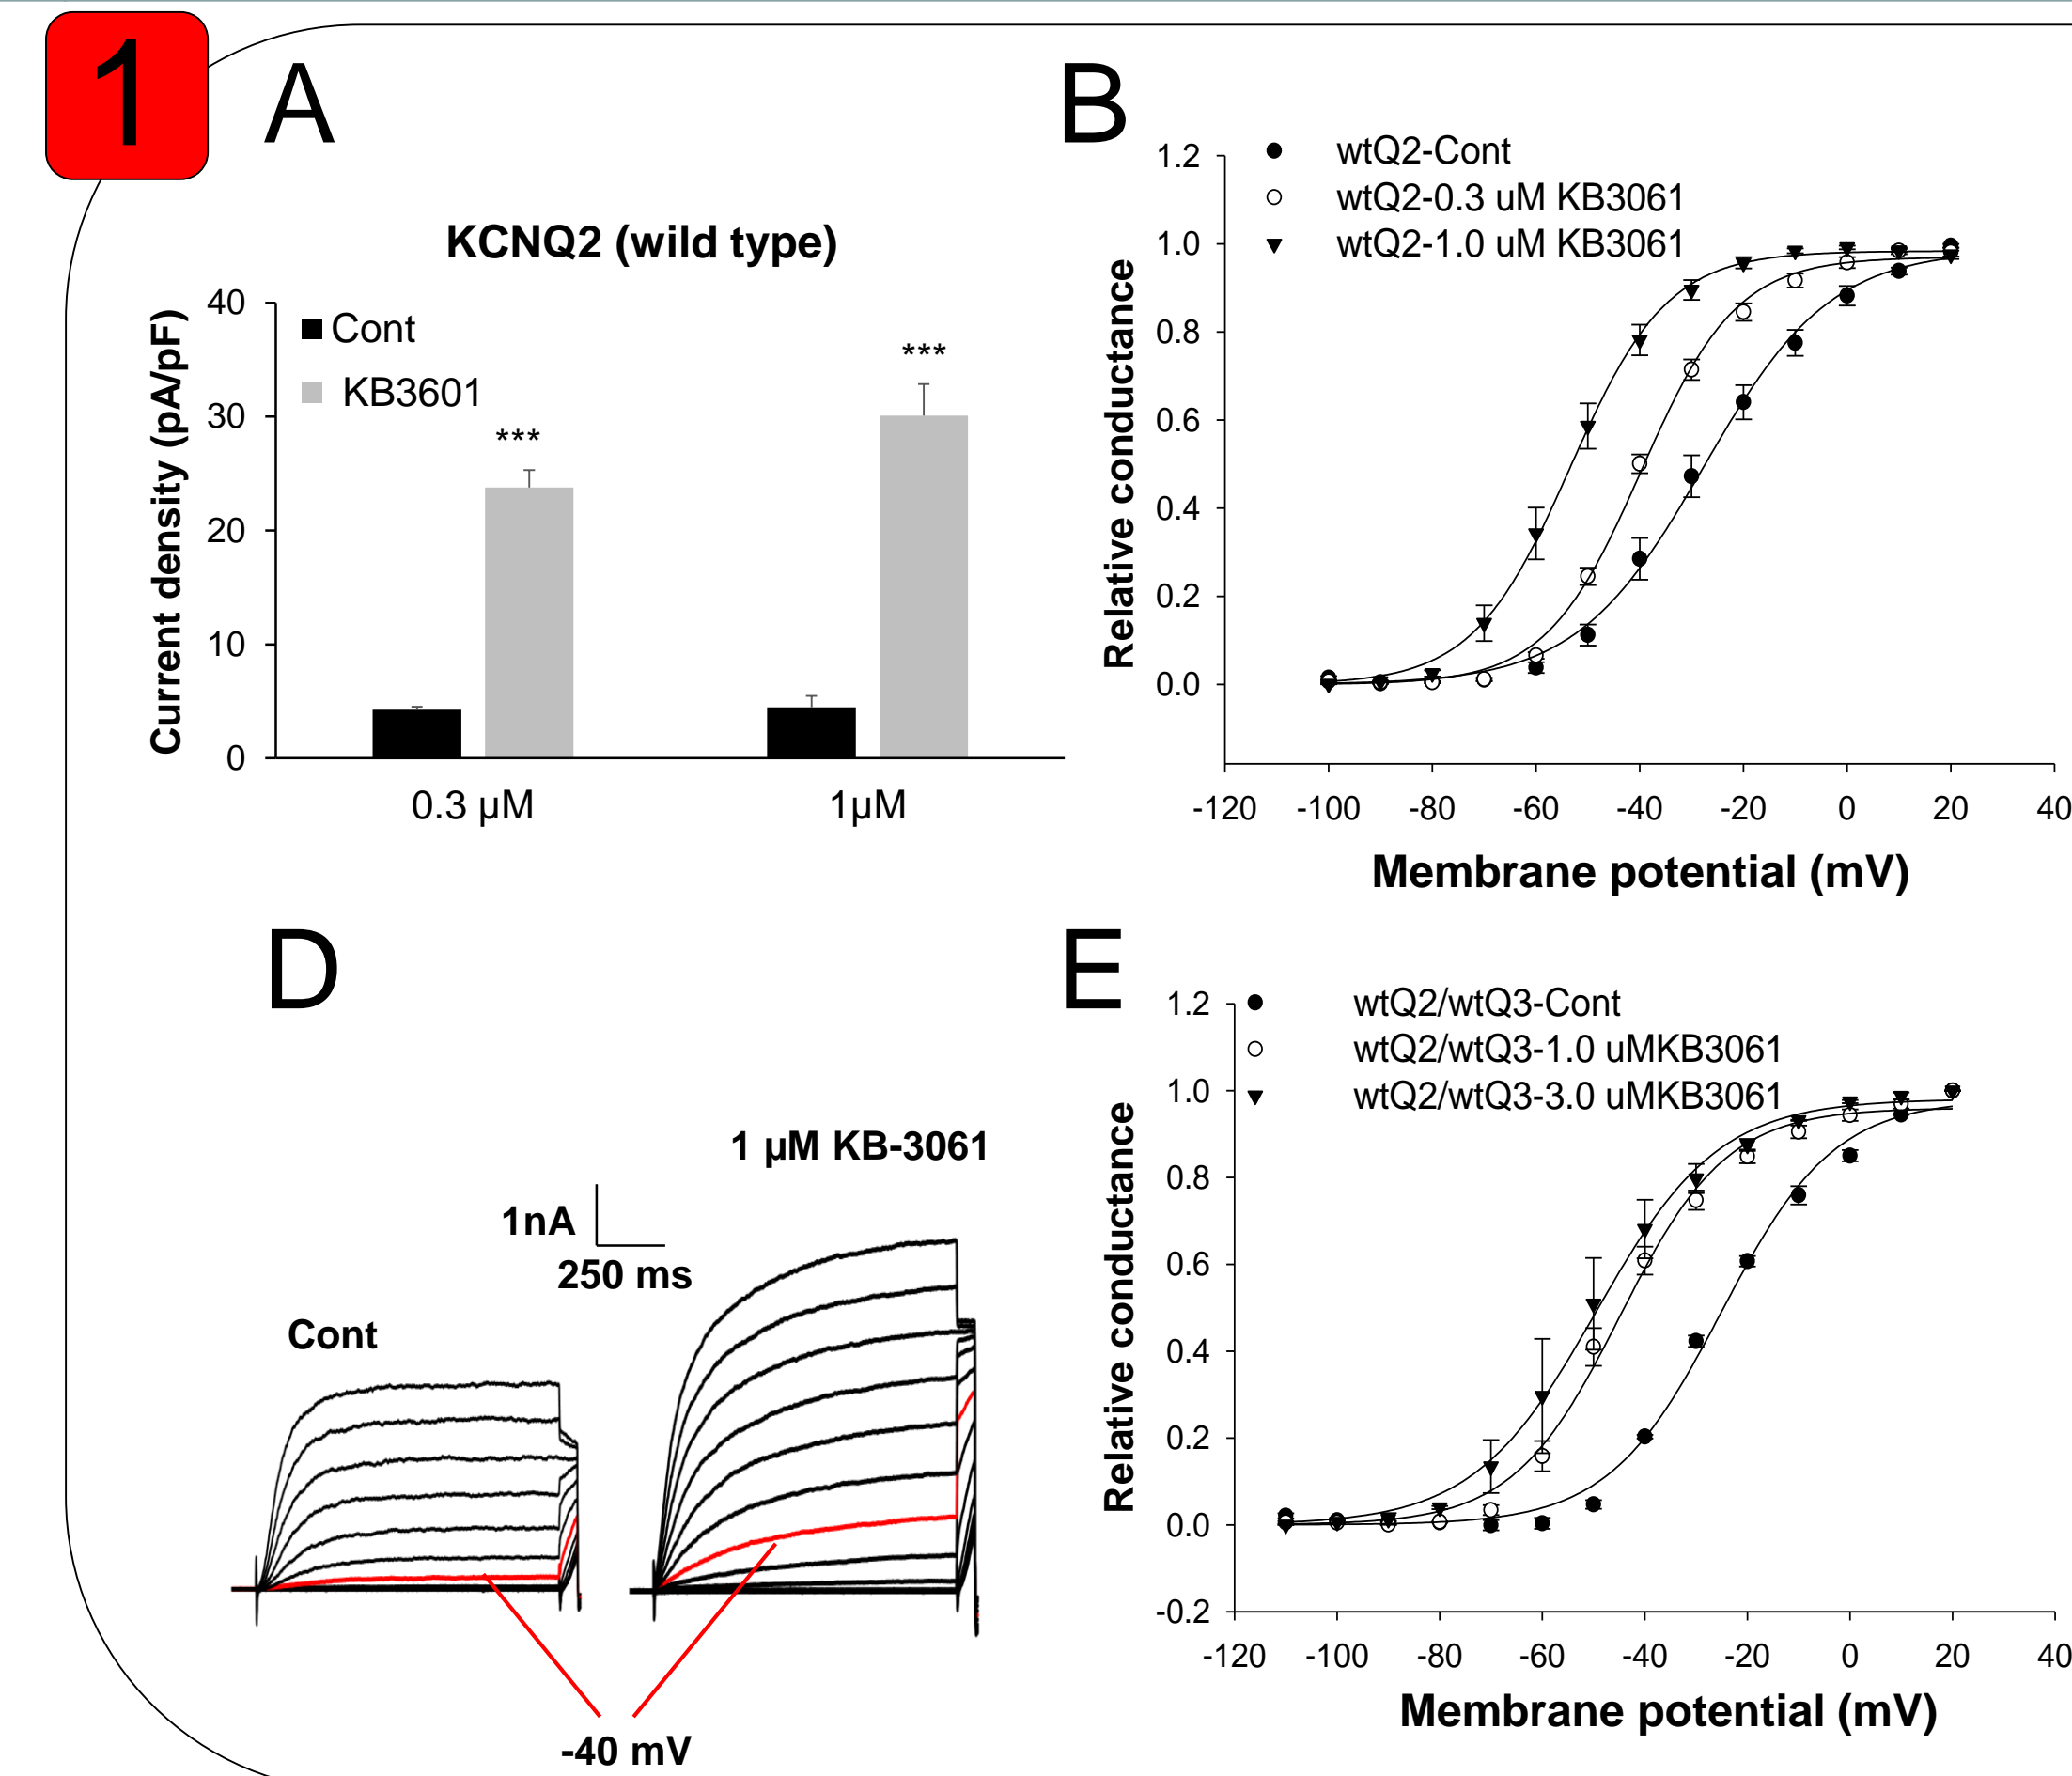 1
A
KCNQ2 (wild type)
Current density (pA/pF)
40
30
20
10
0
Cont
KB3601
***
***
0.3 µM
1µM
B
wtQ2-Cont
wtQ2-0.3 uM KB3061
wtQ2-1.0 uM KB3061
Relative conductance
1.2
1.0
0.8
0.6
0.4
0.2
0.0
-120 -100 -80 -60 -40 -20 0 20 40
Membrane potential (mV)
D
1 µM KB-3061
1nA
250 ms
Cont
-40 mV
E
wtQ2/wtQ3-Cont
wtQ2/wtQ3-1.0 uMKB3061
wtQ2/wtQ3-3.0 uMKB3061
Relative conductance
1.2
1.0
0.8
0.6
0.4
0.2
0.0
-0.2
-120 -100 -80 -60 -40 -20 0 20 40
Membrane potential (mV)